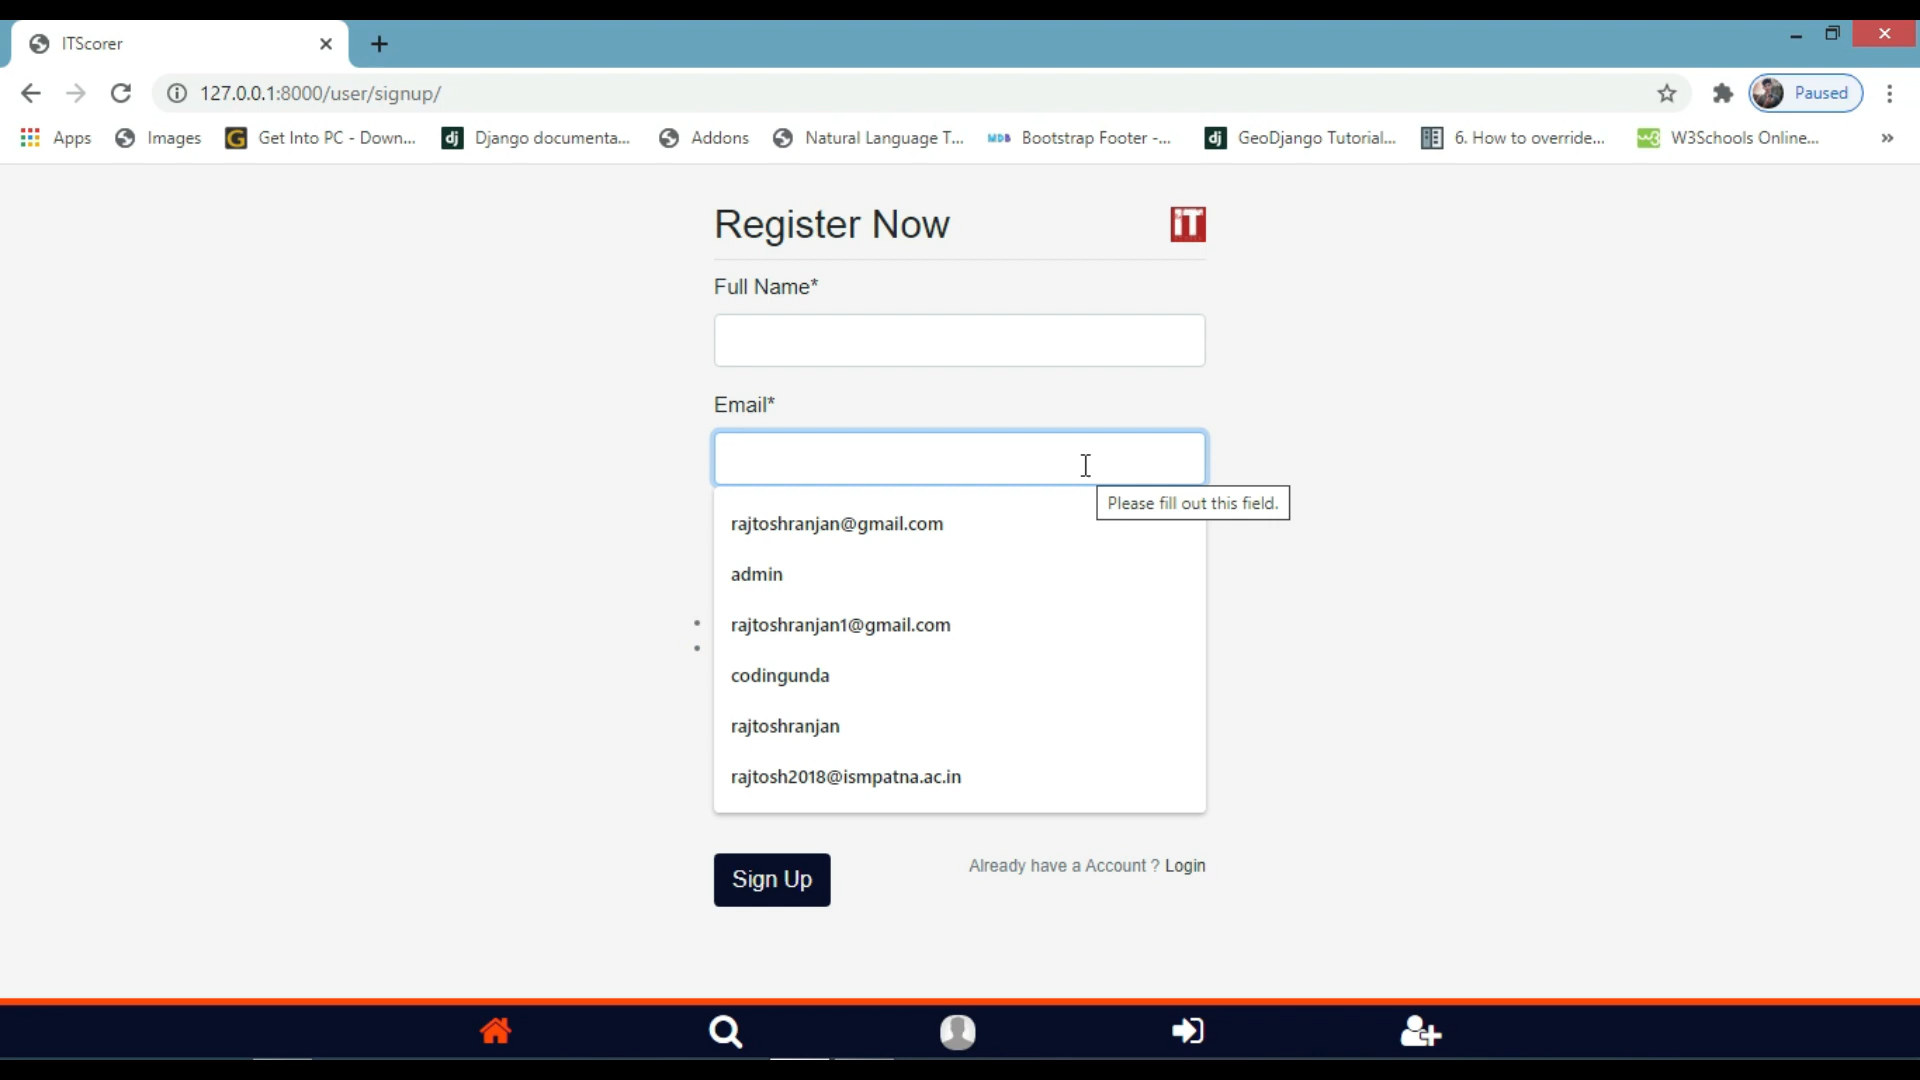 ITScorer
127.0.0.1:8000/user/signup/
Paused
Apps Images Get Into PC - Down... Django documenta... Addons Natural Language T... MDB Bootstrap Footer -... GeoDjango Tutorial... 6. How to override... W3Schools Online...
Register Now iT
Full Name*
Email*
Please fill out this field.
rajtoshranjan@gmail.com
admin
rajtoshranjan1@gmail.com
codingunda
rajtoshranjan
rajtosh2018@ismpatna.ac.in
Sign Up Already have a Account ? Login